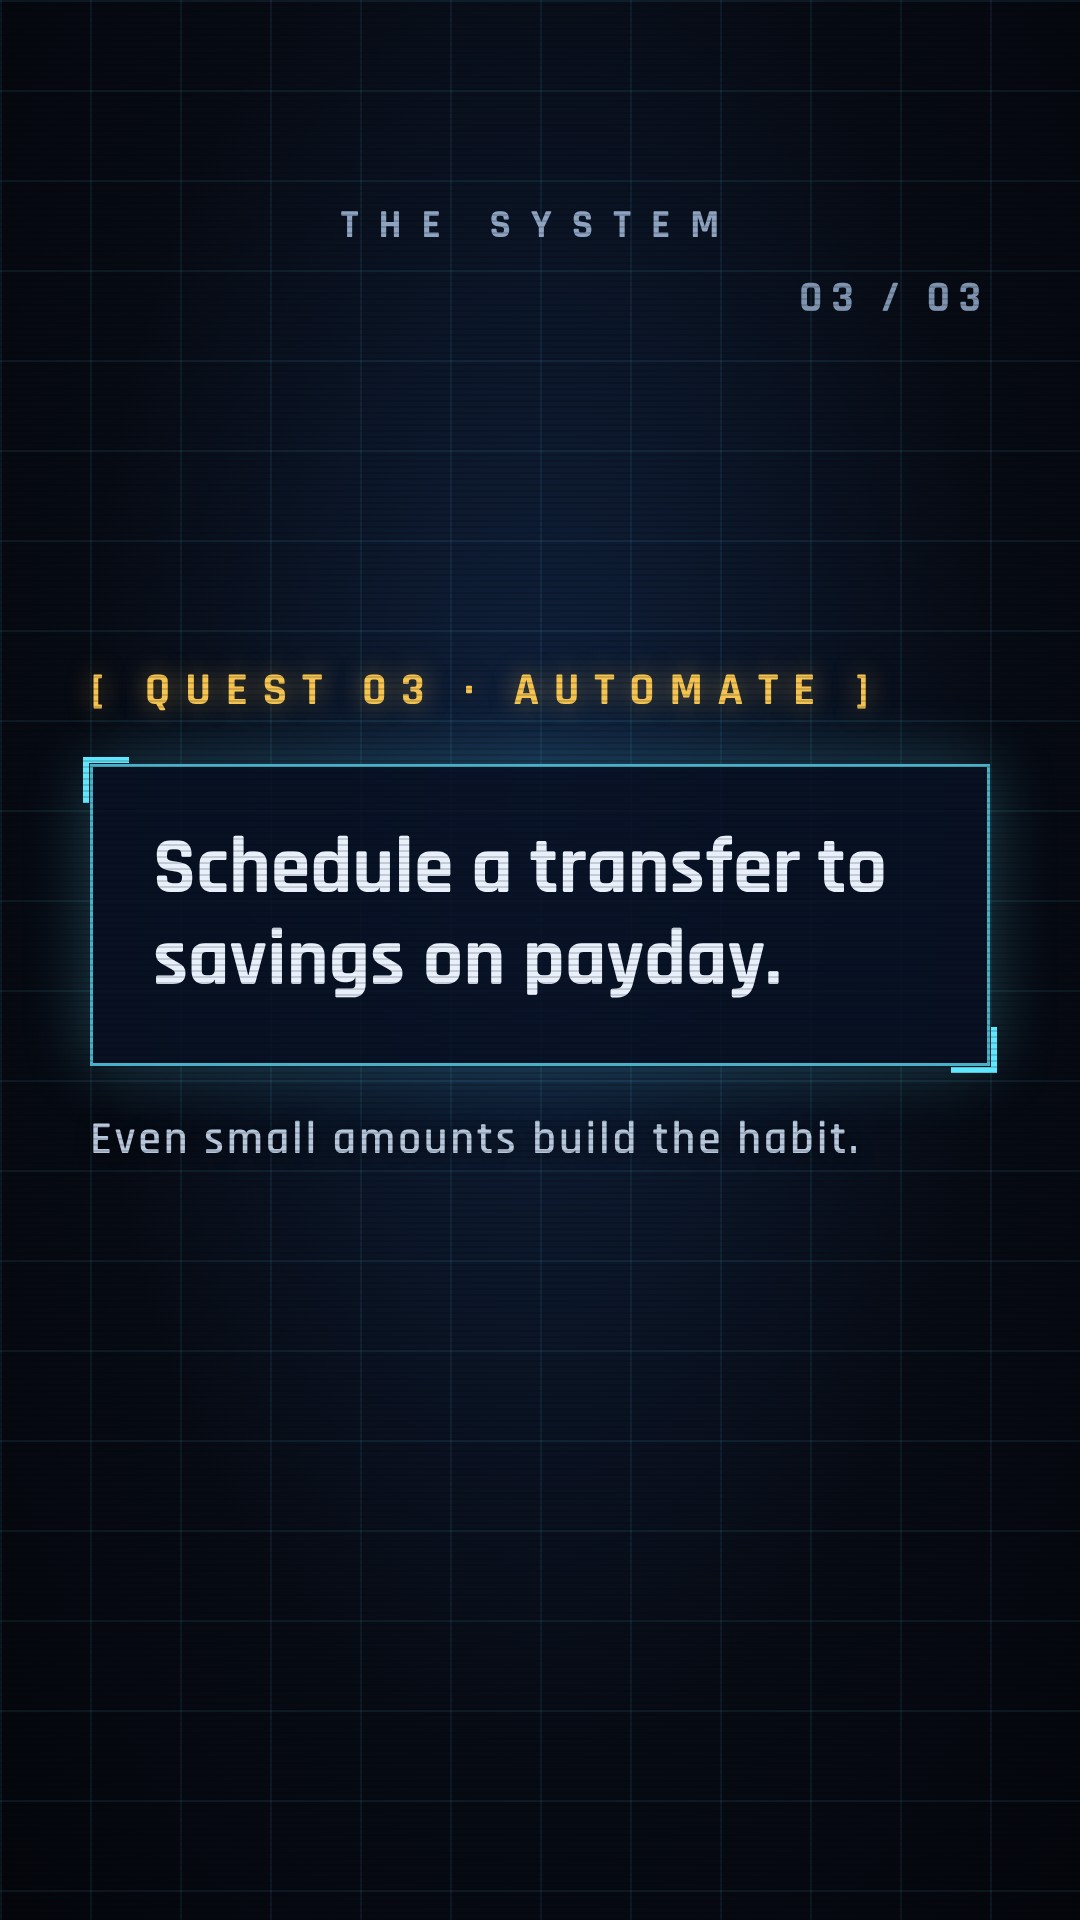 THE SYSTEM
03 / 03
[ QUEST 03 · AUTOMATE ]
Schedule a transfer to
savings on payday.
Even small amounts build the habit.